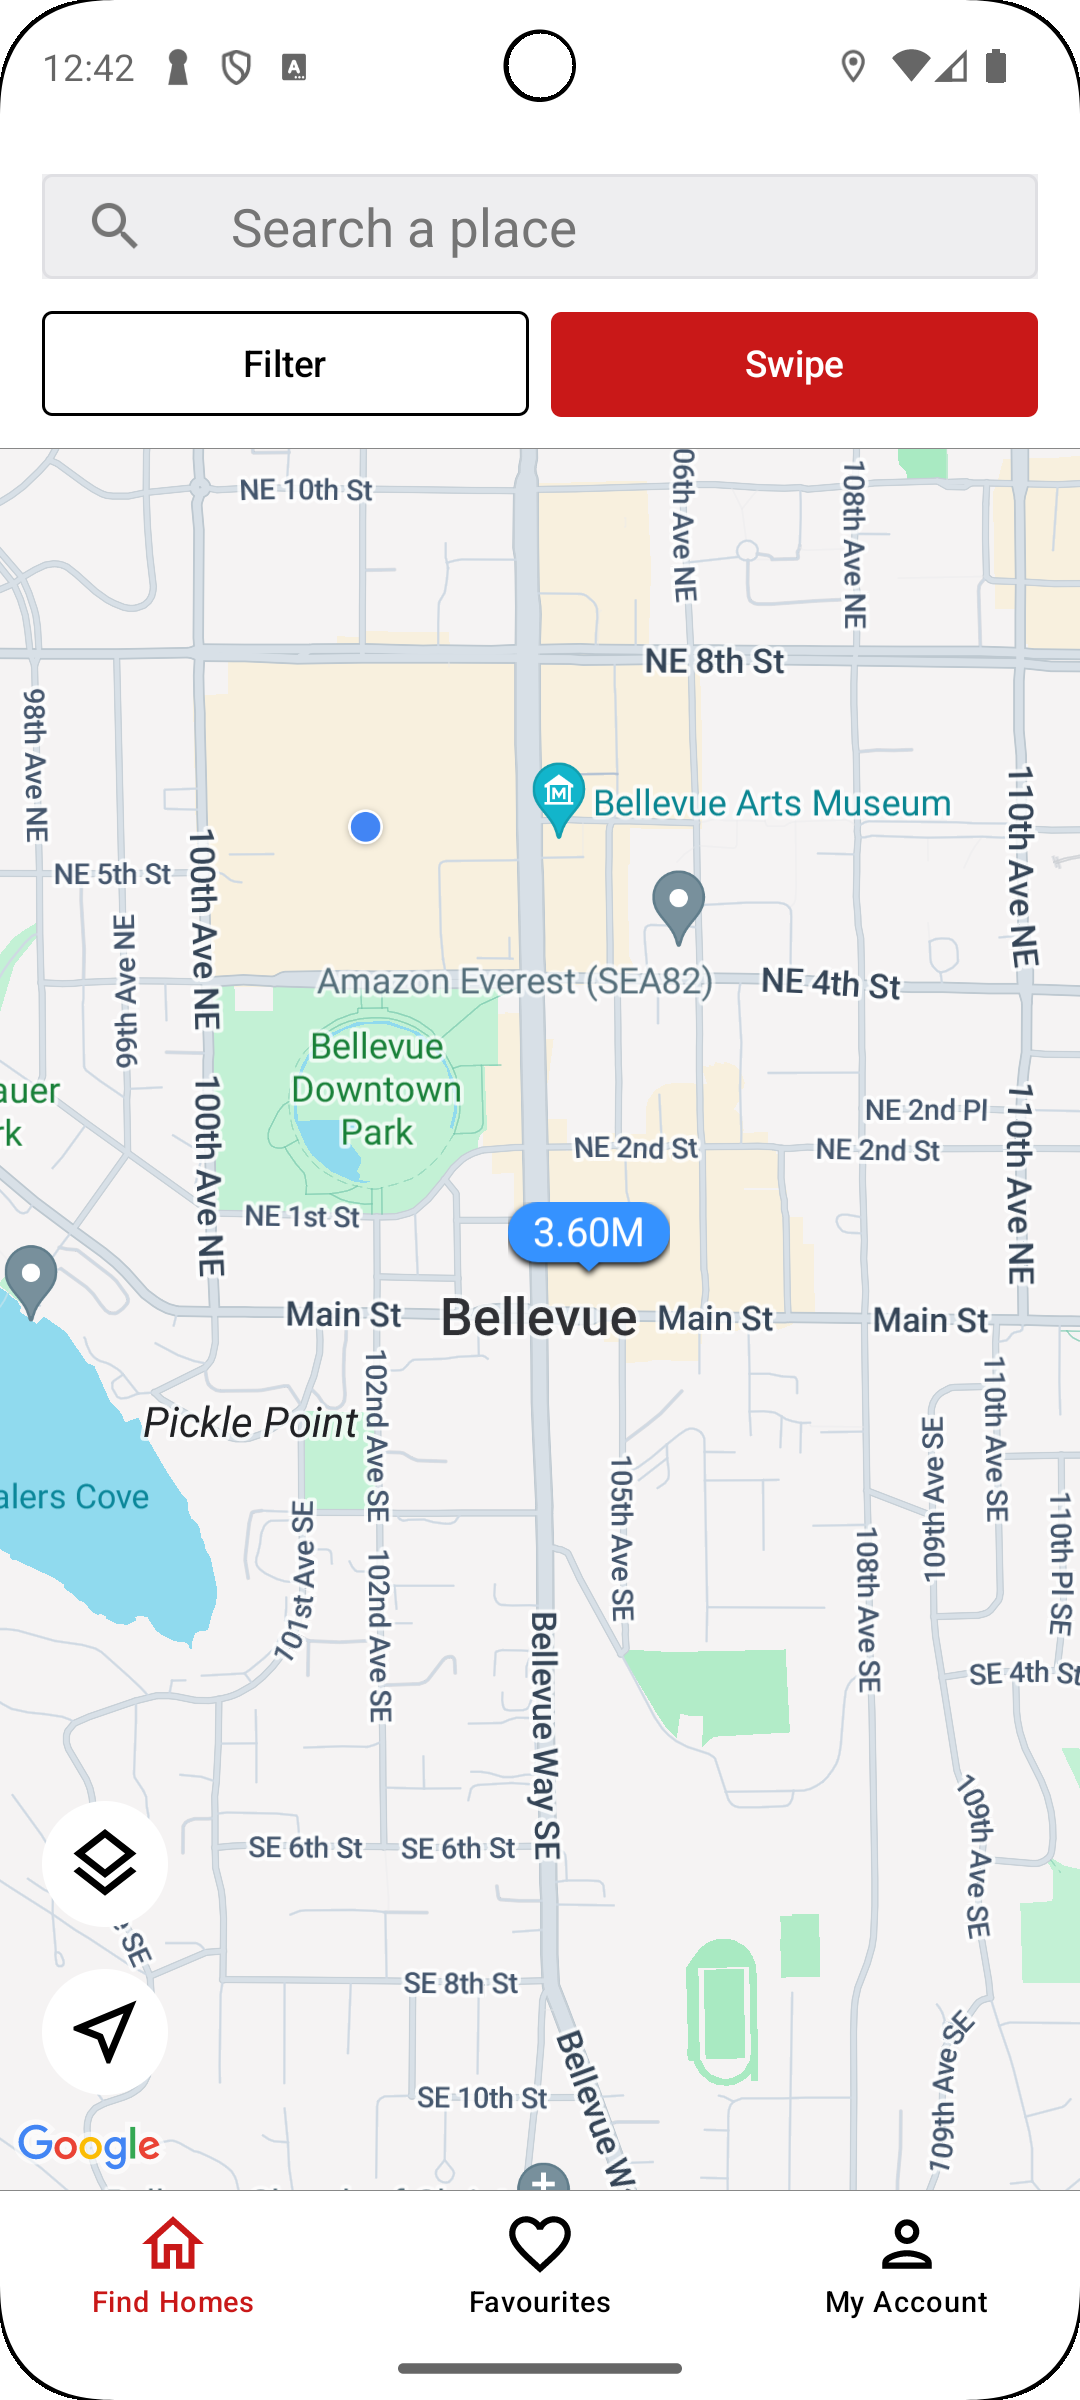 12:42
Search a place
Filter
Swipe
NE 10th St
06th Ave NE
108th Ave NE
NE 8th St
98th Ave NE
Bellevue Arts Museum
110th Ave NE
100th Ave NE
NE 5th St
99th Ave NE
Amazon Everest (SEA82)
NE 4th St
Bellevue
Downtown
Park
auer
rk
100th Ave NE
NE 2nd Pl
110th Ave NE
NE 2nd St
NE 2nd St
NE 1st St
3.60M
Main St
Bellevue
Main St
Main St
102nd Ave SE
110th Ave SE
Pickle Point
109th Ave SE
105th Ave SE
alers Cove
101st Ave SE
110th Pl SE
108th Ave SE
102nd Ave SE
Bellevue Way SE
SE 4th St
109th Ave SE
SE 6th St
SE 6th St
SE
SE 8th St
109th Ave SE
Bellevue W
SE 10th St
Google
Find Homes
Favourites
My Account